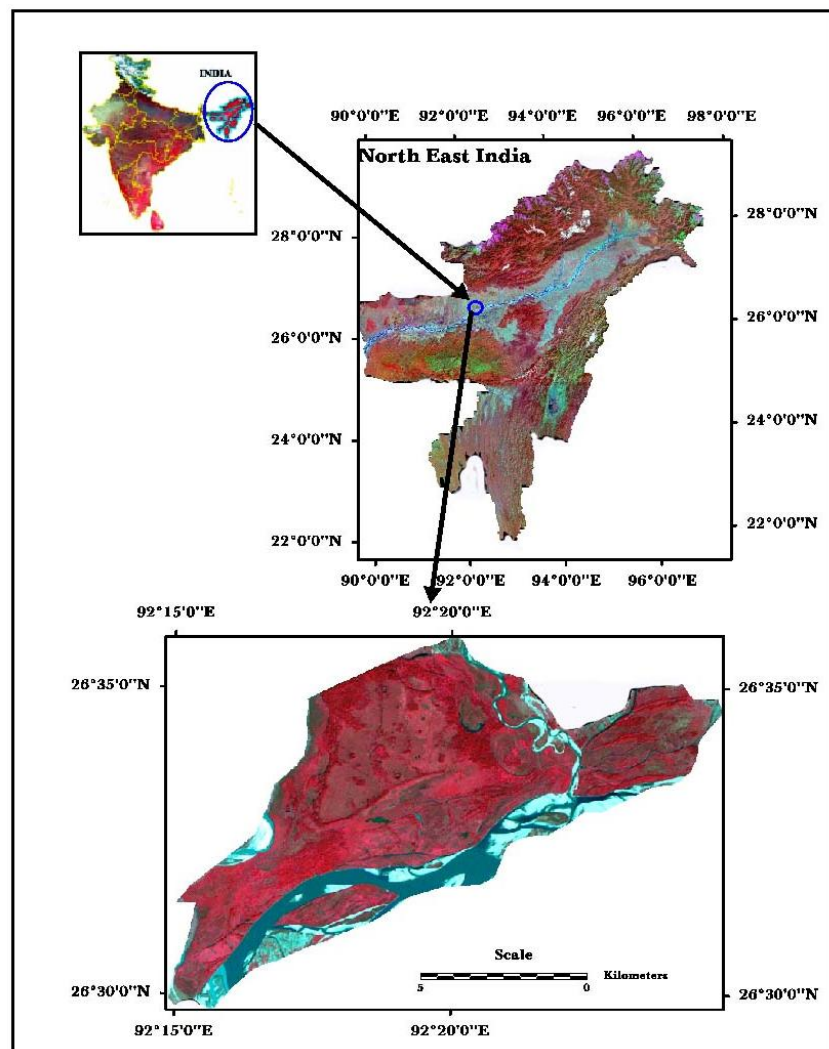 INDIA
90°0'0"E 92°0'0"E 94°0'0"E 96°0'0"E 98°0'0"E
North East India
28°0'0"N 28°0'0"N
26°0'0"N 26°0'0"N
24°0'0"N 24°0'0"N
22°0'0"N 22°0'0"N
90°0'0"E 92°0'0"E 94°0'0"E 96°0'0"E
92°15'0"E 92°20'0"E
26°35'0"N 26°35'0"N
Scale
5 0 Kilometers
26°30'0"N 26°30'0"N
92°15'0"E 92°20'0"E